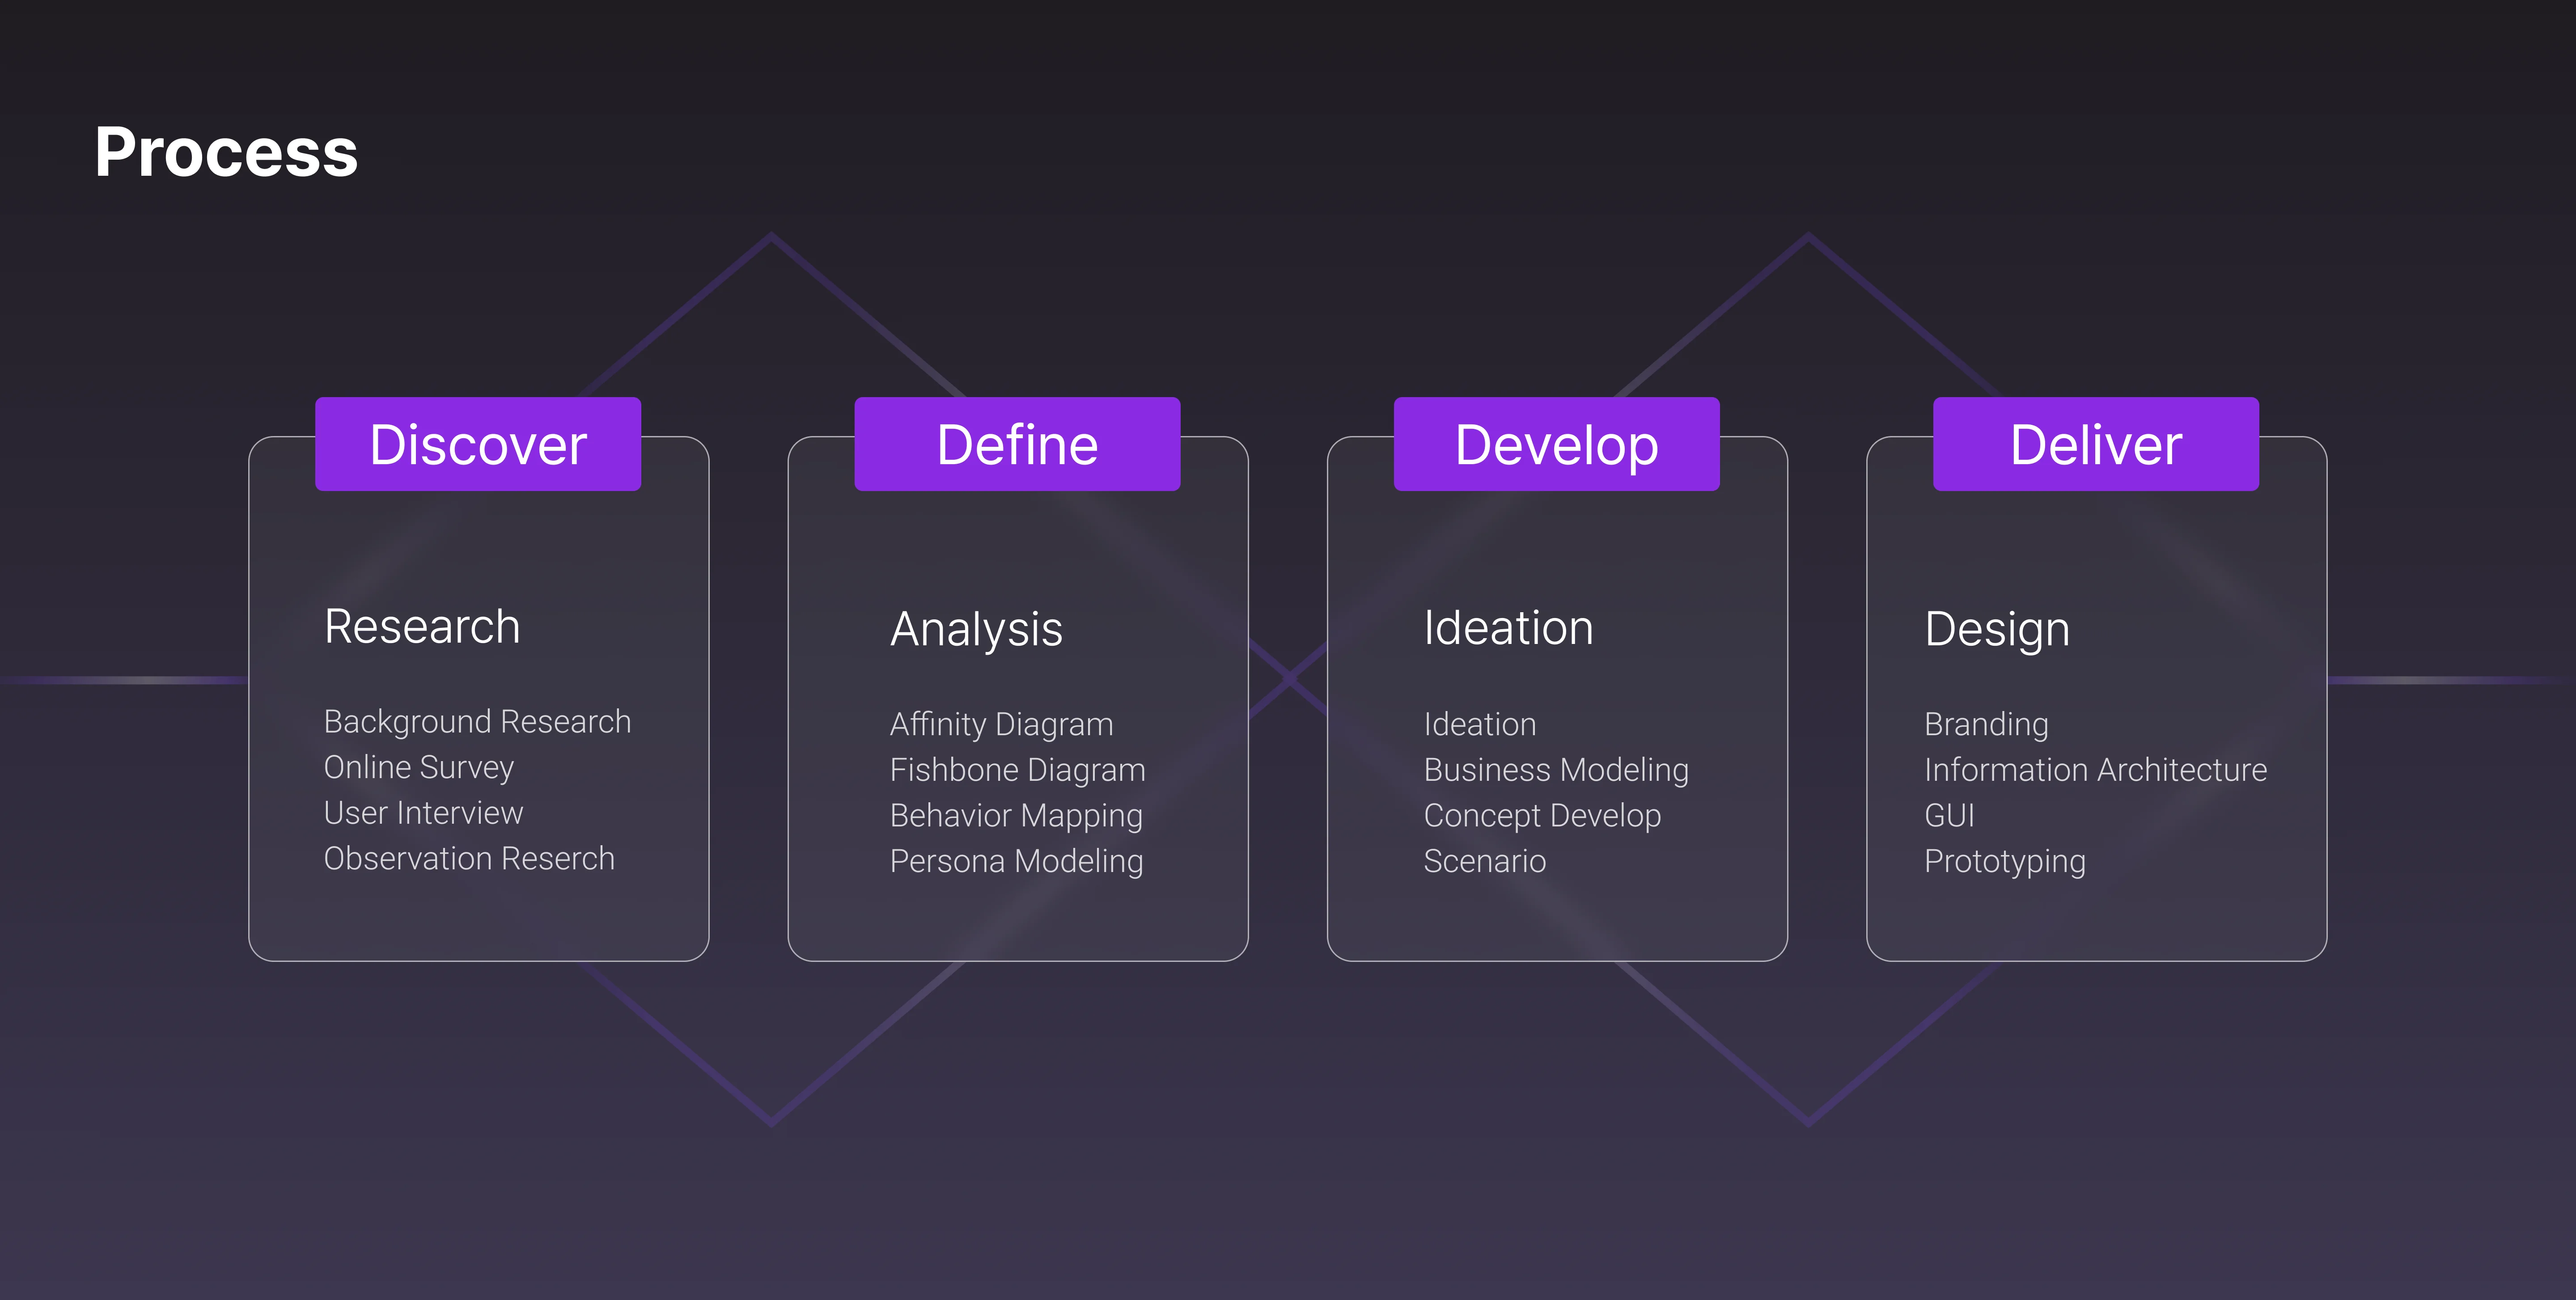 Process
Discover
Research
Background Research
Online Survey
User Interview
Observation Reserch
Define
Analysis
Affinity Diagram
Fishbone Diagram
Behavior Mapping
Persona Modeling
Develop
Ideation
Ideation
Business Modeling
Concept Develop
Scenario
Deliver
Design
Branding
Information Architecture
GUI
Prototyping